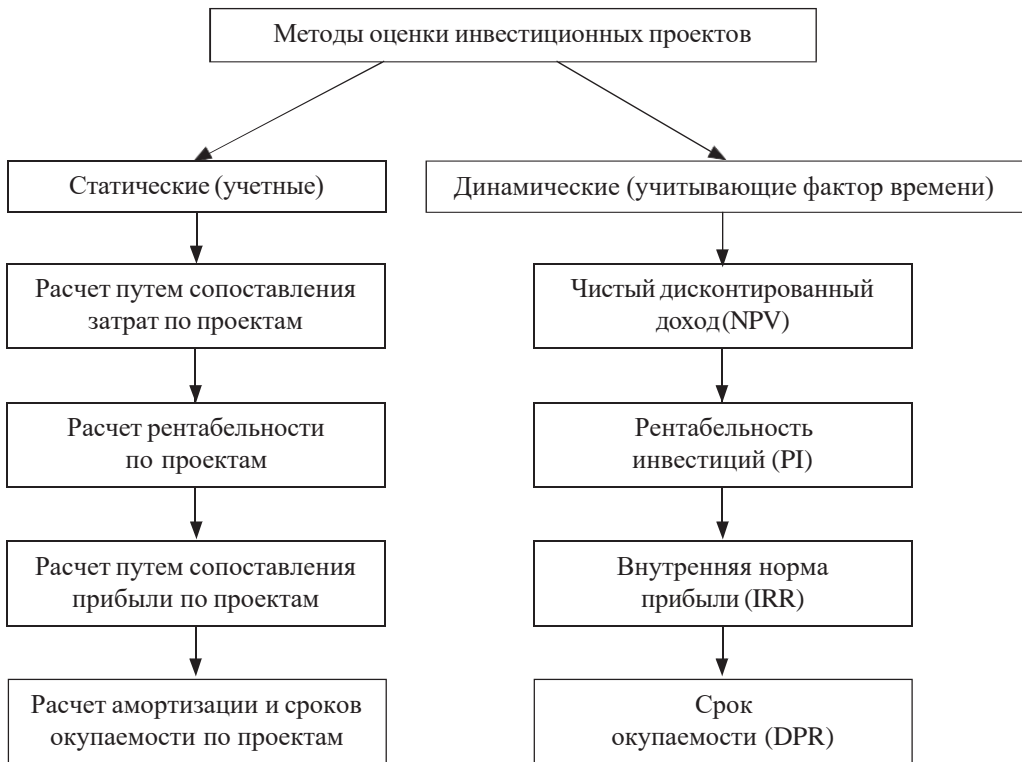 Методы оценки инвестиционных проектов
Статические (учетные)
Динамические (учитывающие фактор времени)
Расчет путем сопоставления
затрат по проектам
Чистый дисконтированный
доход (NPV)
Расчет рентабельности
по проектам
Рентабельность
инвестиций (PI)
Расчет путем сопоставления
прибыли по проектам
Внутренняя норма
прибыли (IRR)
Расчет амортизации и сроков
окупаемости по проектам
Срок
окупаемости (DPR)